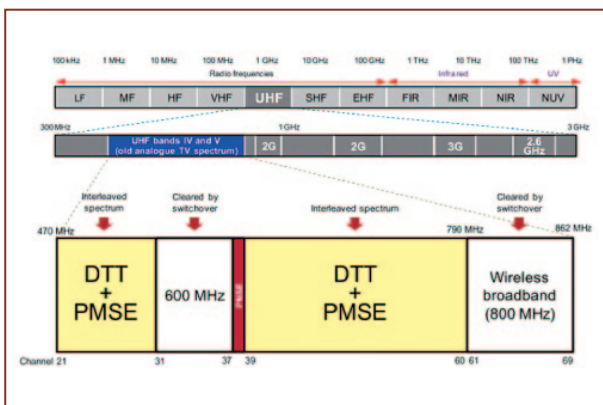 100 kHz 1 MHz 10 MHz 100 MHz 1 GHz 10 GHz 100 GHz 1 THz 10 THz 100 THz 1 PHz
Radio frequencies Infrared UV
LF MF HF VHF UHF SHF EHF FIR MIR NIR NUV
300 MHz 1 GHz 3 GHz
UHF bands IV and V
(old analogue TV spectrum)
2G 2G 3G 2.6
GHz
Interleaved
spectrum
Cleared by
switchover
Interleaved spectrum
Cleared by
switchover
470 MHz 790 MHz 862 MHz
DTT
+
PMSE
600 MHz
PMSE
DTT
+
PMSE
Wireless
broadband
(800 MHz)
Channel 21 31 37 39 60 61 69